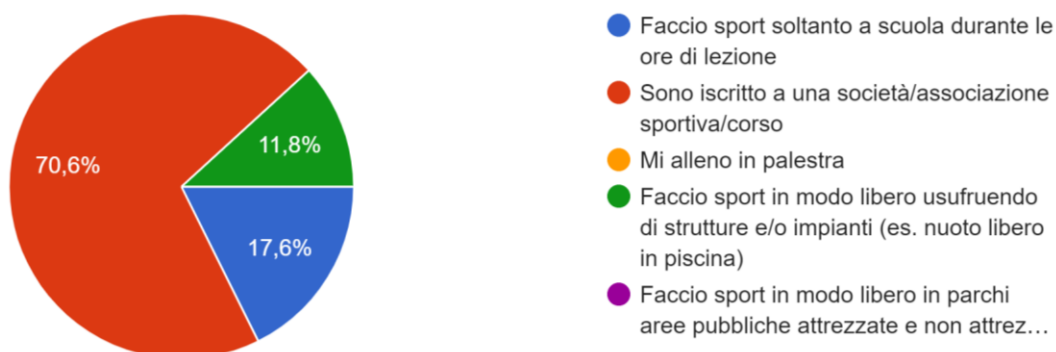 70,6%
11,8%
17,6%
Faccio sport soltanto a scuola durante le
ore di lezione
Sono iscritto a una società/associazione
sportiva/corso
Mi alleno in palestra
Faccio sport in modo libero usufruendo
di strutture e/o impianti (es. nuoto libero
in piscina)
Faccio sport in modo libero in parchi
aree pubbliche attrezzate e non attrez…